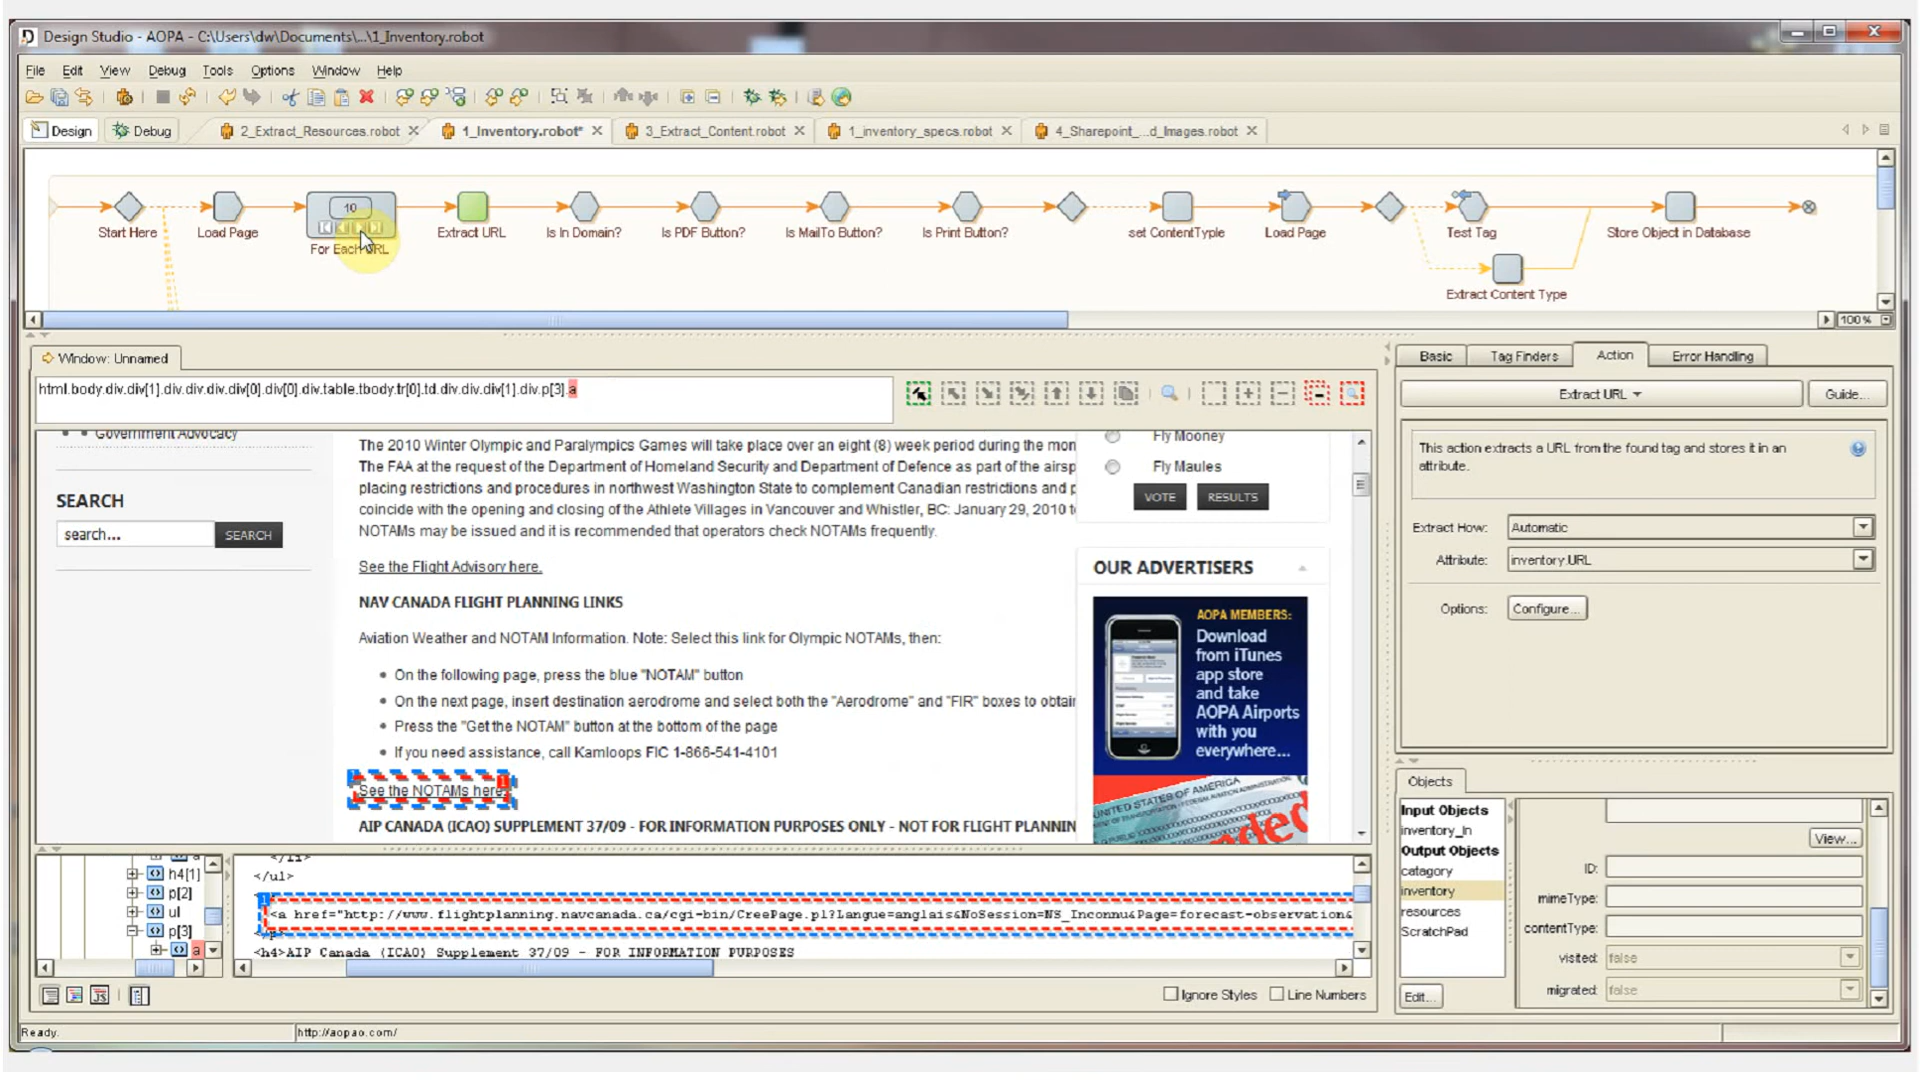 Design Studio - AOPA - C:\Users\dw\Documents\...\1_Inventory.robot
File Edit View Debug Tools Options Window Help
Design Debug 2_Extract_Resources.robot 1_Inventory.robot* 3_Extract_Content.robot 1_inventory_specs.robot 4_Sharepoint_...d_Images.robot
10
Start Here Load Page For Each URL Extract URL Is In Domain? Is PDF Button? Is MailTo Button? Is Print Button? set ContentTyple Load Page Test Tag Store Object in Database
Extract Content Type
100%
Window: Unnamed
html.body.div.div[1].div.div.div.div[0].div[0].div.table.tbody.tr[0].td.div.div.div[1].div.p[3].a
Government Advocacy
SEARCH
search...
SEARCH
The 2010 Winter Olympic and Paralympics Games will take place over an eight (8) week period during the mon
The FAA at the request of the Department of Homeland Security and Department of Defence as part of the airsp
placing restrictions and procedures in northwest Washington State to complement Canadian restrictions and p
coincide with the opening and closing of the Athlete Villages in Vancouver and Whistler, BC: January 29, 2010 t
NOTAMs may be issued and it is recommended that operators check NOTAMs frequently.
See the Flight Advisory here.
NAV CANADA FLIGHT PLANNING LINKS
Aviation Weather and NOTAM Information. Note: Select this link for Olympic NOTAMs, then:
On the following page, press the blue "NOTAM" button
On the next page, insert destination aerodrome and select both the "Aerodrome" and "FIR" boxes to obtain
Press the "Get the NOTAM" button at the bottom of the page
If you need assistance, call Kamloops FIC 1-866-541-4101
See the NOTAMs here
AIP CANADA (ICAO) SUPPLEMENT 37/09 - FOR INFORMATION PURPOSES ONLY - NOT FOR FLIGHT PLANNIN
Fly Mooney
Fly Maules
VOTE RESULTS
OUR ADVERTISERS
AOPA MEMBERS:
Download
from iTunes
app store
and take
AOPA Airports
with you
everywhere...
UNITED STATES OF AMERICA
nded
Basic Tag Finders Action Error Handling
Extract URL
Guide...
This action extracts a URL from the found tag and stores it in an
attribute.
Extract How: Automatic
Attribute: inventory.URL
Options: Configure...
Objects
Input Objects
inventory_In
Output Objects
catagory
inventory
resources
ScratchPad
Edit...
View...
ID:
mimeType:
contentType:
visited: false
migrated: false
a
h4[1]
p[2]
ul
p[3]
a
</li>
</ul>
<a href="http://www.flightplanning.navcanada.ca/cgi-bin/CreePage.pl?Langue=anglais&NoSession=NS_Inconnu&Page=forecast-observation&
</p>
<h4>AIP Canada (ICAO) Supplement 37/09 - FOR INFORMATION PURPOSES
Ignore Styles Line Numbers
Ready. http://aopao.com/